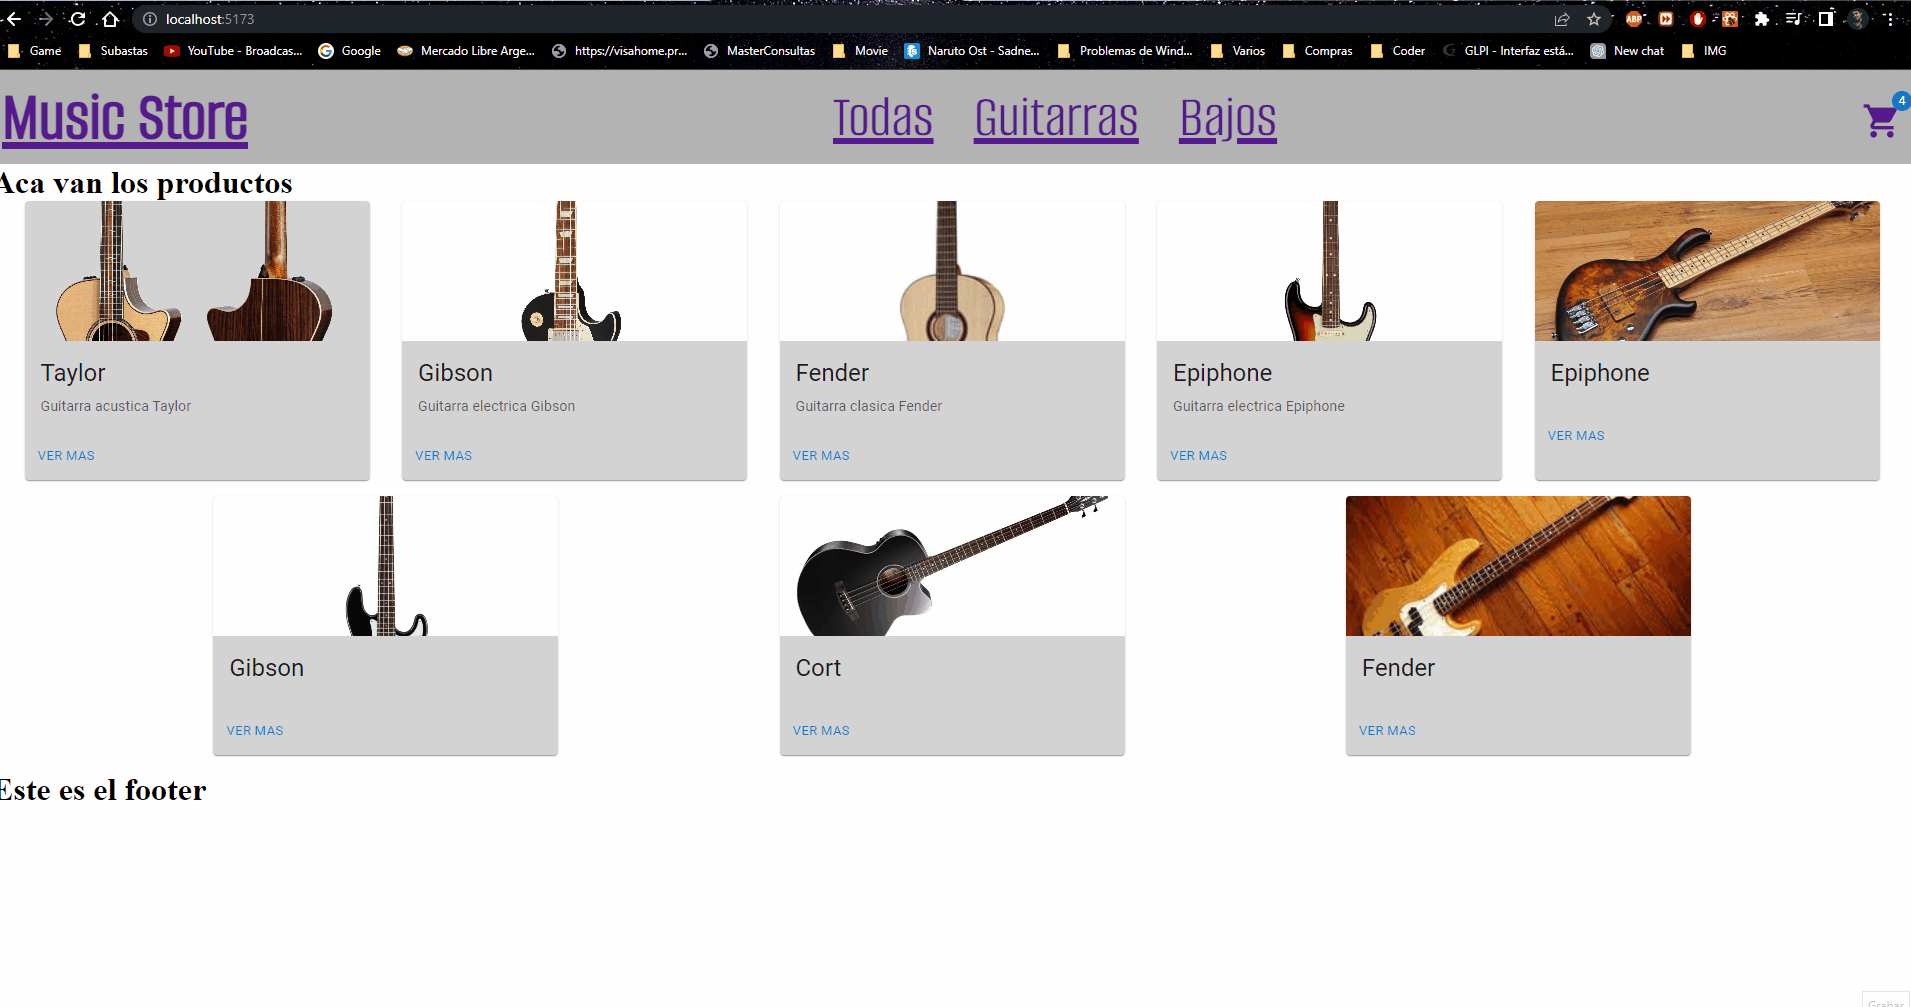 localhost:5173
Game Subastas YouTube - Broadcas... Google Mercado Libre Arge... https://visahome.pr... MasterConsultas Movie Naruto Ost - Sadne... Problemas de Wind... Varios Compras Coder GLPI - Interfaz está... New chat IMG
Music Store Todas Guitarras Bajos 4
Aca van los productos
Taylor Gibson Fender Epiphone Epiphone
Guitarra acustica Taylor Guitarra electrica Gibson Guitarra clasica Fender Guitarra electrica Epiphone
VER MAS VER MAS VER MAS VER MAS VER MAS
Gibson Cort Fender
VER MAS VER MAS VER MAS
Este es el footer
Grabar